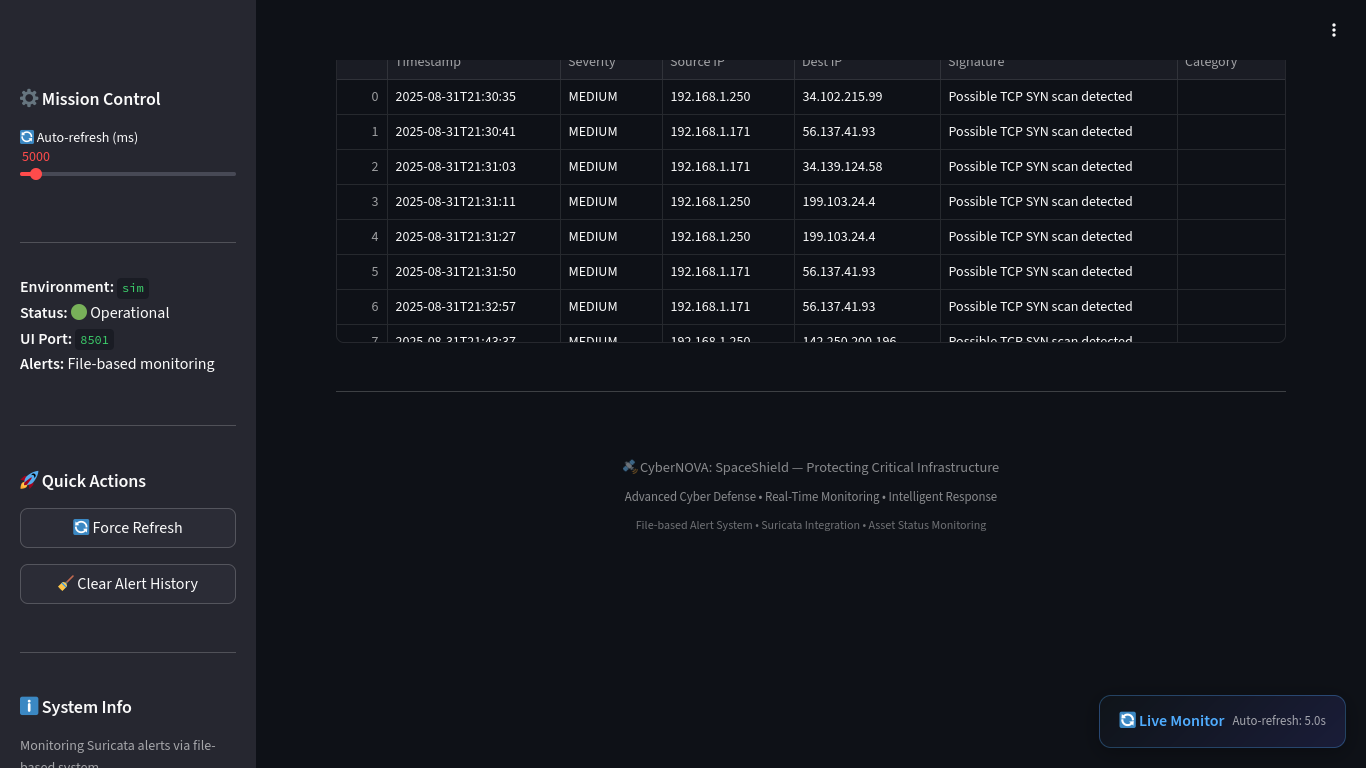 Mission Control
Auto-refresh (ms)
5000
Environment: sim
Status: Operational
UI Port: 8501
Alerts: File-based monitoring
Quick Actions
Force Refresh
Clear Alert History
System Info
Monitoring Suricata alerts via file-
based system
Timestamp Severity Source IP Dest IP Signature Category
0 2025-08-31T21:30:35 MEDIUM 192.168.1.250 34.102.215.99 Possible TCP SYN scan detected
1 2025-08-31T21:30:41 MEDIUM 192.168.1.171 56.137.41.93 Possible TCP SYN scan detected
2 2025-08-31T21:31:03 MEDIUM 192.168.1.171 34.139.124.58 Possible TCP SYN scan detected
3 2025-08-31T21:31:11 MEDIUM 192.168.1.250 199.103.24.4 Possible TCP SYN scan detected
4 2025-08-31T21:31:27 MEDIUM 192.168.1.250 199.103.24.4 Possible TCP SYN scan detected
5 2025-08-31T21:31:50 MEDIUM 192.168.1.171 56.137.41.93 Possible TCP SYN scan detected
6 2025-08-31T21:32:57 MEDIUM 192.168.1.171 56.137.41.93 Possible TCP SYN scan detected
7 2025-08-31T21:43:37 MEDIUM 192.168.1.250 142.250.200.196 Possible TCP SYN scan detected
CyberNOVA: SpaceShield — Protecting Critical Infrastructure
Advanced Cyber Defense • Real-Time Monitoring • Intelligent Response
File-based Alert System • Suricata Integration • Asset Status Monitoring
Live Monitor Auto-refresh: 5.0s